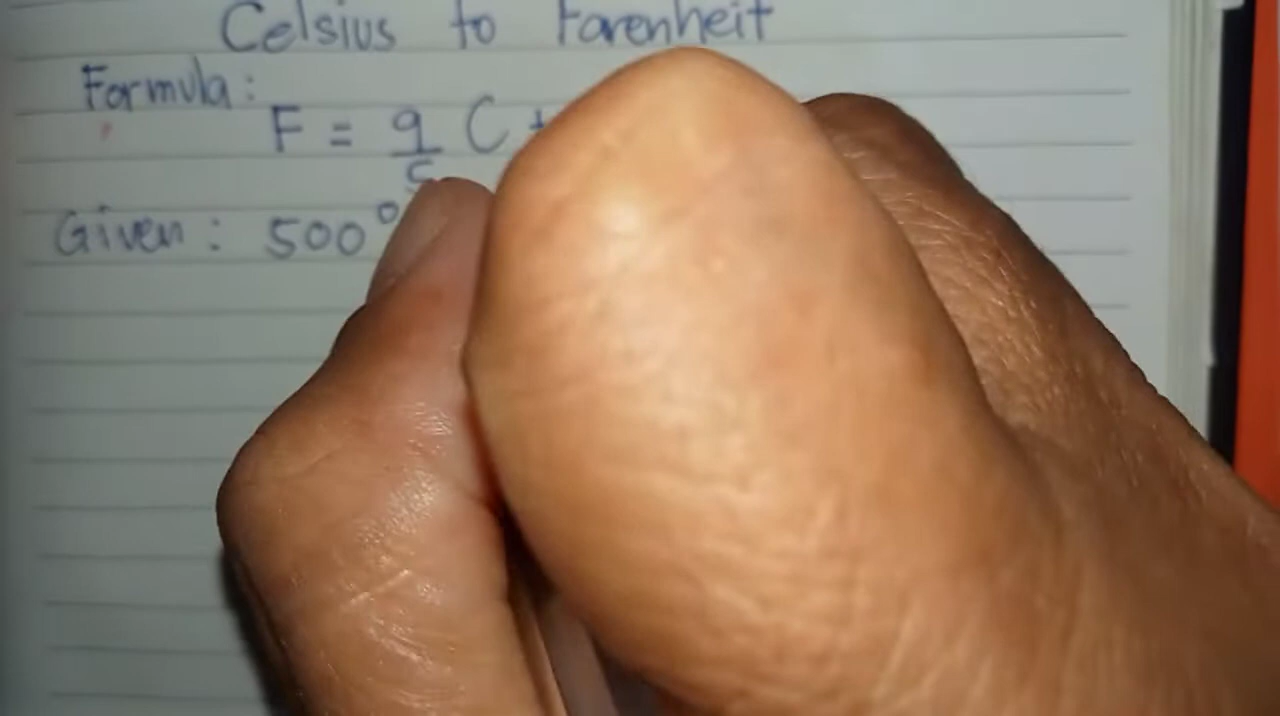 Celsius to Farenheit
Formula:
F = 9/5 C +
Given: 500°